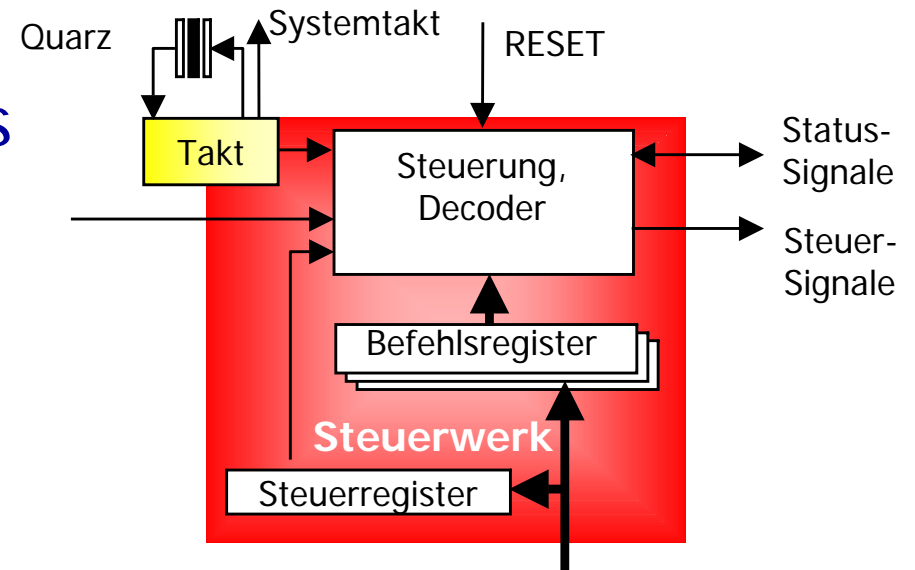 Quarz
Systemtakt
RESET
s
Takt
Steuerung,
Decoder
Status-
Signale
Steuer-
Signale
Befehlsregister
Steuerwerk
Steuerregister